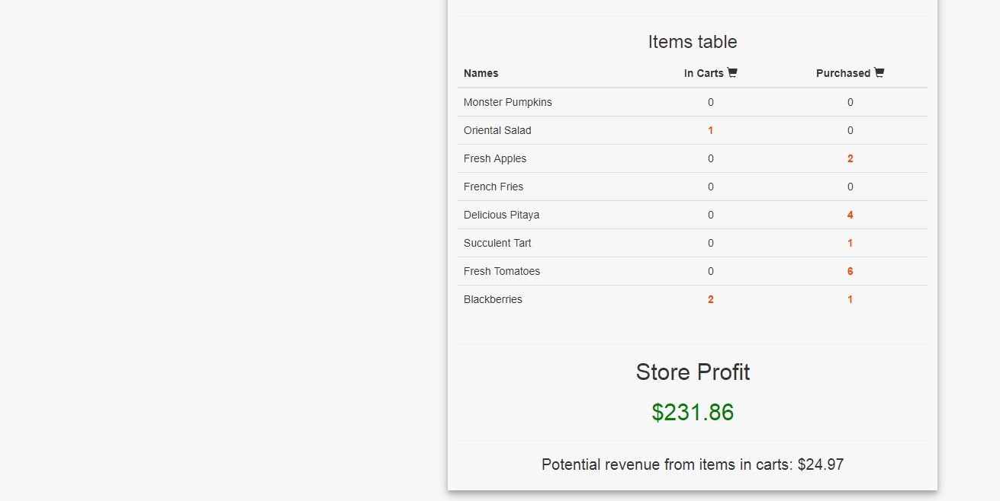 Items table
Names In Carts Purchased
Monster Pumpkins 0 0
Oriental Salad 1 0
Fresh Apples 0 2
French Fries 0 0
Delicious Pitaya 0 4
Succulent Tart 0 1
Fresh Tomatoes 0 6
Blackberries 2 1
Store Profit
$231.86
Potential revenue from items in carts: $24.97